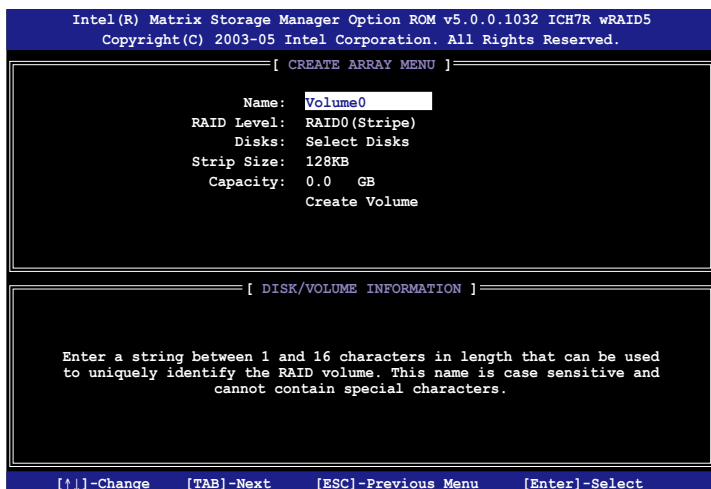 Intel(R) Matrix Storage Manager Option ROM v5.0.0.1032 ICH7R wRAID5
Copyright(C) 2003-05 Intel Corporation. All Rights Reserved.
[ CREATE ARRAY MENU ]
Name: Volume0
RAID Level: RAID0(Stripe)
Disks: Select Disks
Strip Size: 128KB
Capacity: 0.0 GB
Create Volume
[ DISK/VOLUME INFORMATION ]
Enter a string between 1 and 16 characters in length that can be used
to uniquely identify the RAID volume. This name is case sensitive and
cannot contain special characters.
[↑↓]-Change [TAB]-Next [ESC]-Previous Menu [Enter]-Select